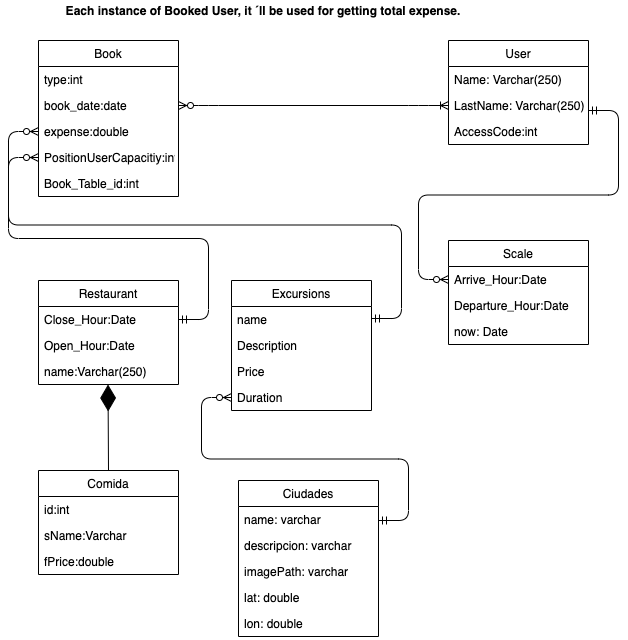 Each instance of Booked User, it ´ll be used for getting total expense.
Book
type:int
book_date:date
expense:double
PositionUserCapacitiy:in
Book_Table_id:int
User
Name: Varchar(250)
LastName: Varchar(250)
AccessCode:int
Scale
Arrive_Hour:Date
Departure_Hour:Date
now: Date
Restaurant
Close_Hour:Date
Open_Hour:Date
name:Varchar(250)
Excursions
name
Description
Price
Duration
Comida
id:int
sName:Varchar
fPrice:double
Ciudades
name: varchar
descripcion: varchar
imagePath: varchar
lat: double
lon: double